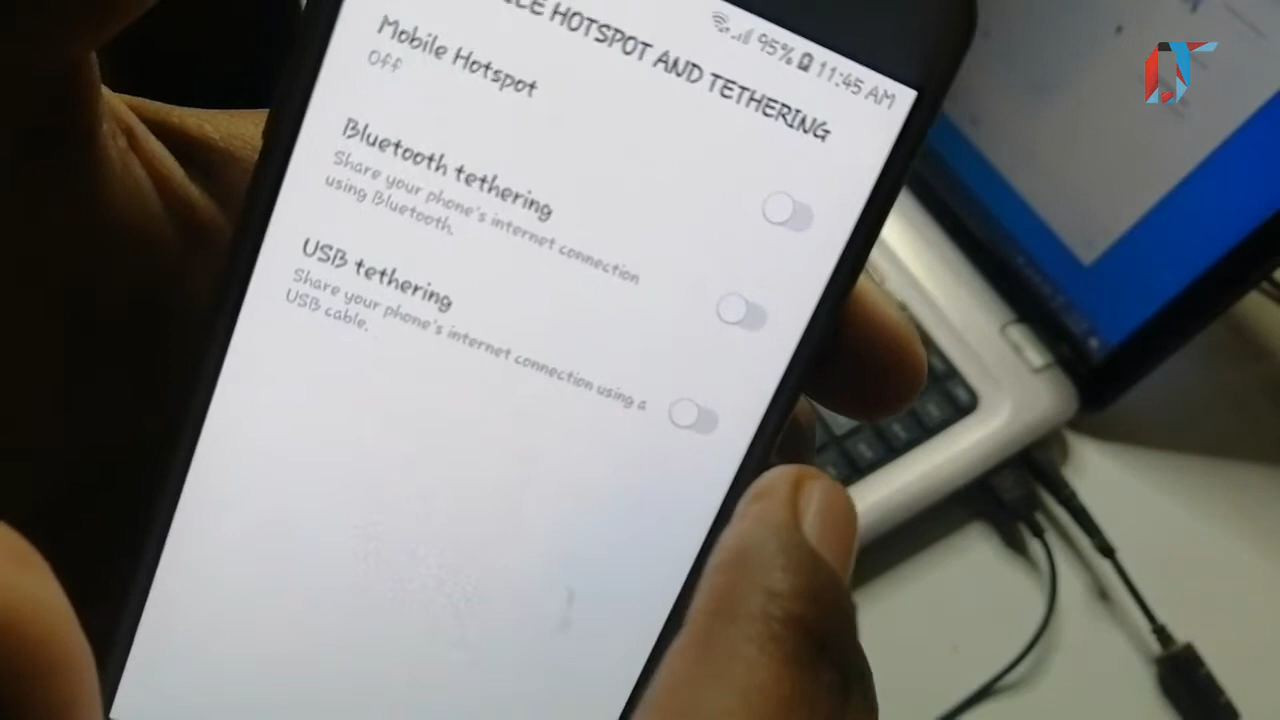 95% 11:45 AM
HOTSPOT AND TETHERING
Mobile Hotspot
Off
Bluetooth tethering
Share your phone's internet connection
using Bluetooth.
USB tethering
Share your phone's internet connection using a
USB cable.